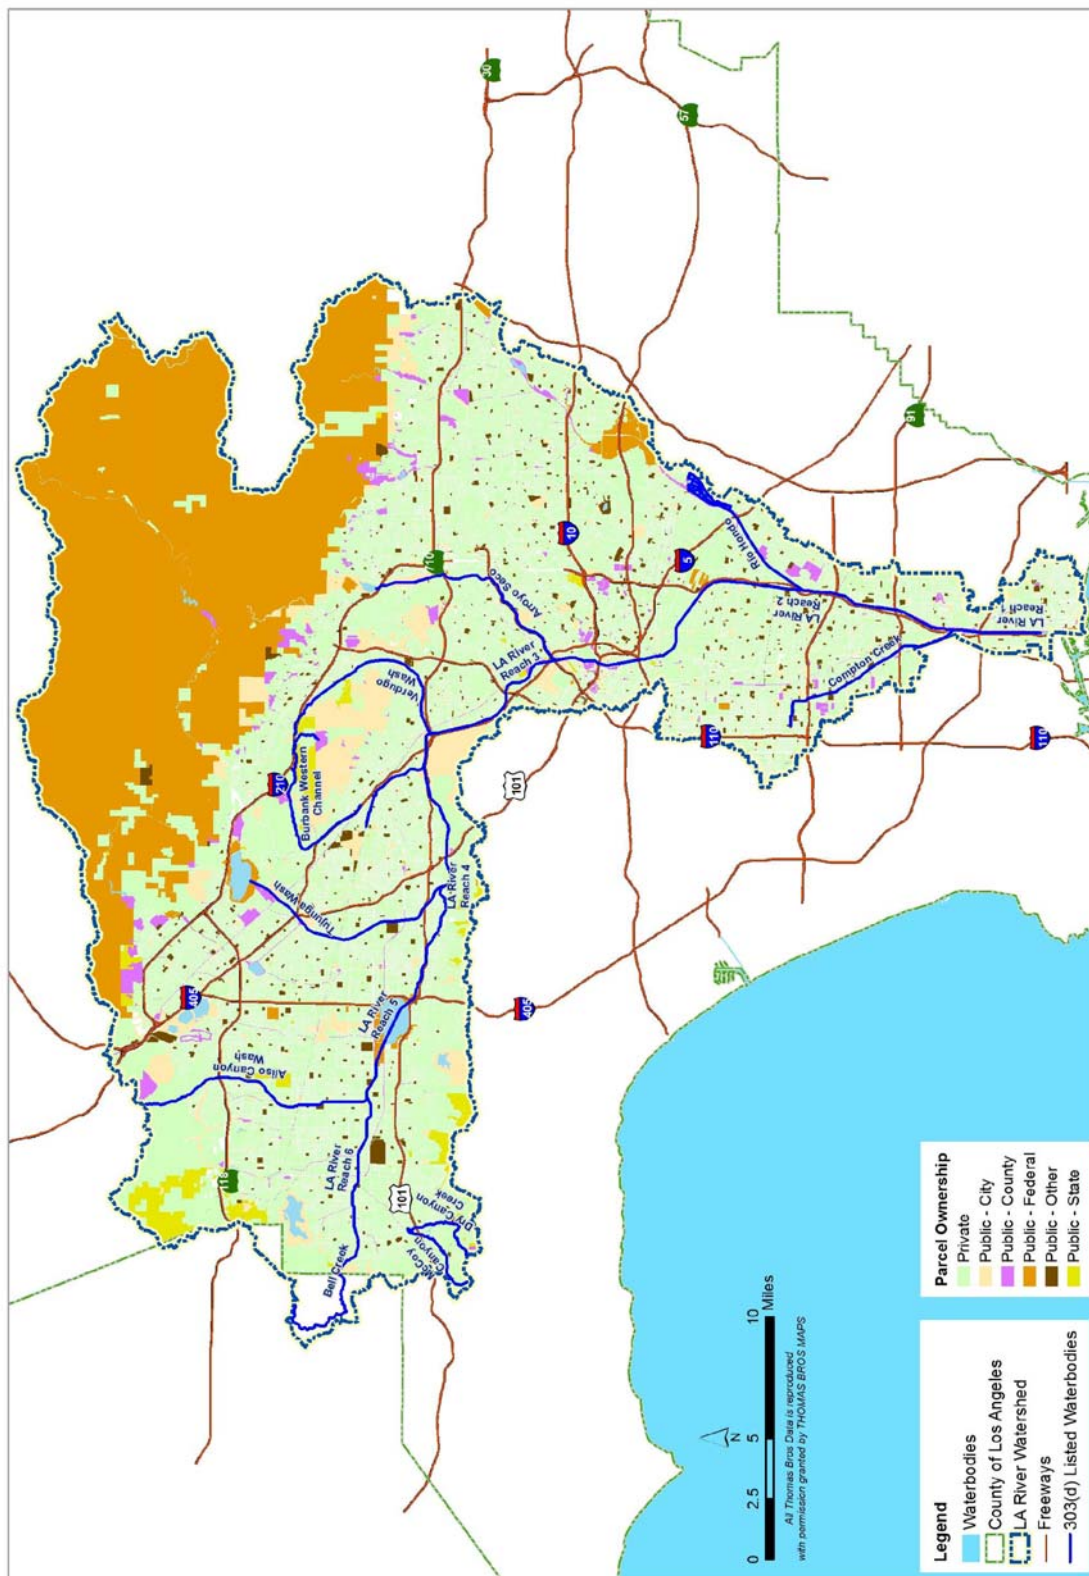 30
57
210
710
10
5
91
405
118
101
101
110
405
110
Aliso Canyon
Wash
Tujunga Wash
Burbank Western
Channel
Verdugo
Wash
Arroyo Seco
LA River
Reach 3
LA River
Reach 4
LA River
Reach 5
LA River
Reach 6
Bell Creek
McCoy
Canyon
Dry Canyon
Creek
Rio Hondo
LA River
Reach 2
Compton Creek
LA River
Reach 1
N
0 2.5 5 10
Miles
All Thomas Bros Data is reproduced
with permission granted by THOMAS BROS MAPS
Legend
Waterbodies
County of Los Angeles
LA River Watershed
Freeways
303(d) Listed Waterbodies
Parcel Ownership
Private
Public - City
Public - County
Public - Federal
Public - Other
Public - State